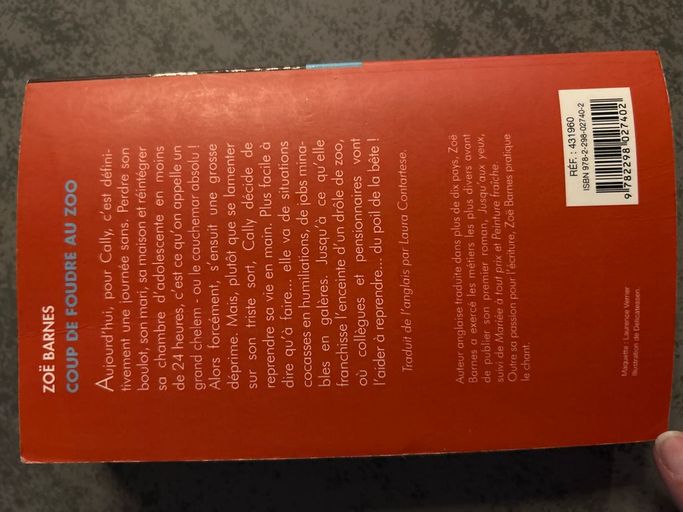 ZOË BARNES
COUP DE FOUDRE AU ZOO
Aujourd'hui, pour Cally, c'est défini-
tivement une journée sans. Perdre son
boulot, son mari, sa maison et réintégrer
sa chambre d'adolescente en moins
de 24 heures, c'est ce qu'on appelle un
grand chelem - ou le cauchemar absolu !
Alors forcément, s'ensuit une grosse
déprime. Mais, plutôt que se lamenter
sur son triste sort, Cally décide de
reprendre sa vie en main. Plus facile à
dire qu'à faire... elle va de situations
cocasses en humiliations, de jobs mina-
bles en galères. Jusqu'à ce qu'elle
franchisse l'enceinte d'un drôle de zoo,
où collègues et pensionnaires vont
l'aider à reprendre... du poil de la bête !
Traduit de l'anglais par Laura Contartese.
Auteur anglaise traduite dans plus de dix pays, Zoë
Barnes a exercé les métiers les plus divers avant
de publier son premier roman, Jusqu'aux yeux,
suivi de Mariée à tout prix et Peinture fraîche.
Outre sa passion pour l'écriture, Zoë Barnes pratique
le chant.
Maquette : Laurence Verrier
Illustration de Delicatessen.
RÉF. : 431960
ISBN 978-2-298-02740-2
9 782298 027402